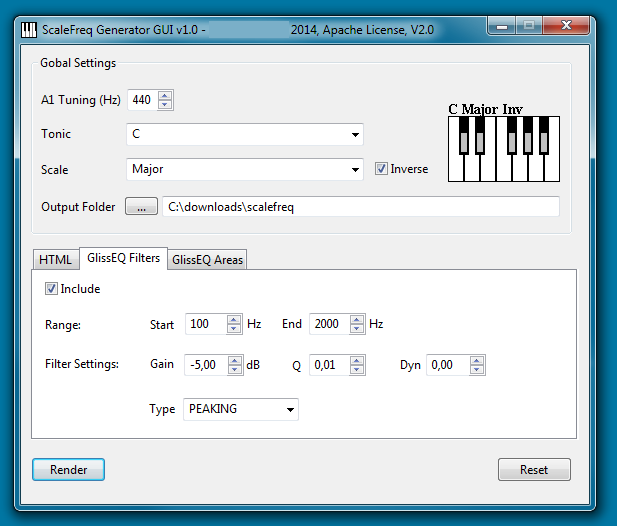 ScaleFreq Generator GUI v1.0 - 2014, Apache License, V2.0
Gobal Settings
A1 Tuning (Hz) 440
Tonic C
C Major Inv
Scale Major Inverse
Output Folder ... C:\downloads\scalefreq
HTML GlissEQ Filters GlissEQ Areas
Include
Range: Start 100 Hz End 2000 Hz
Filter Settings: Gain -5,00 dB Q 0,01 Dyn 0,00
Type PEAKING
Render Reset